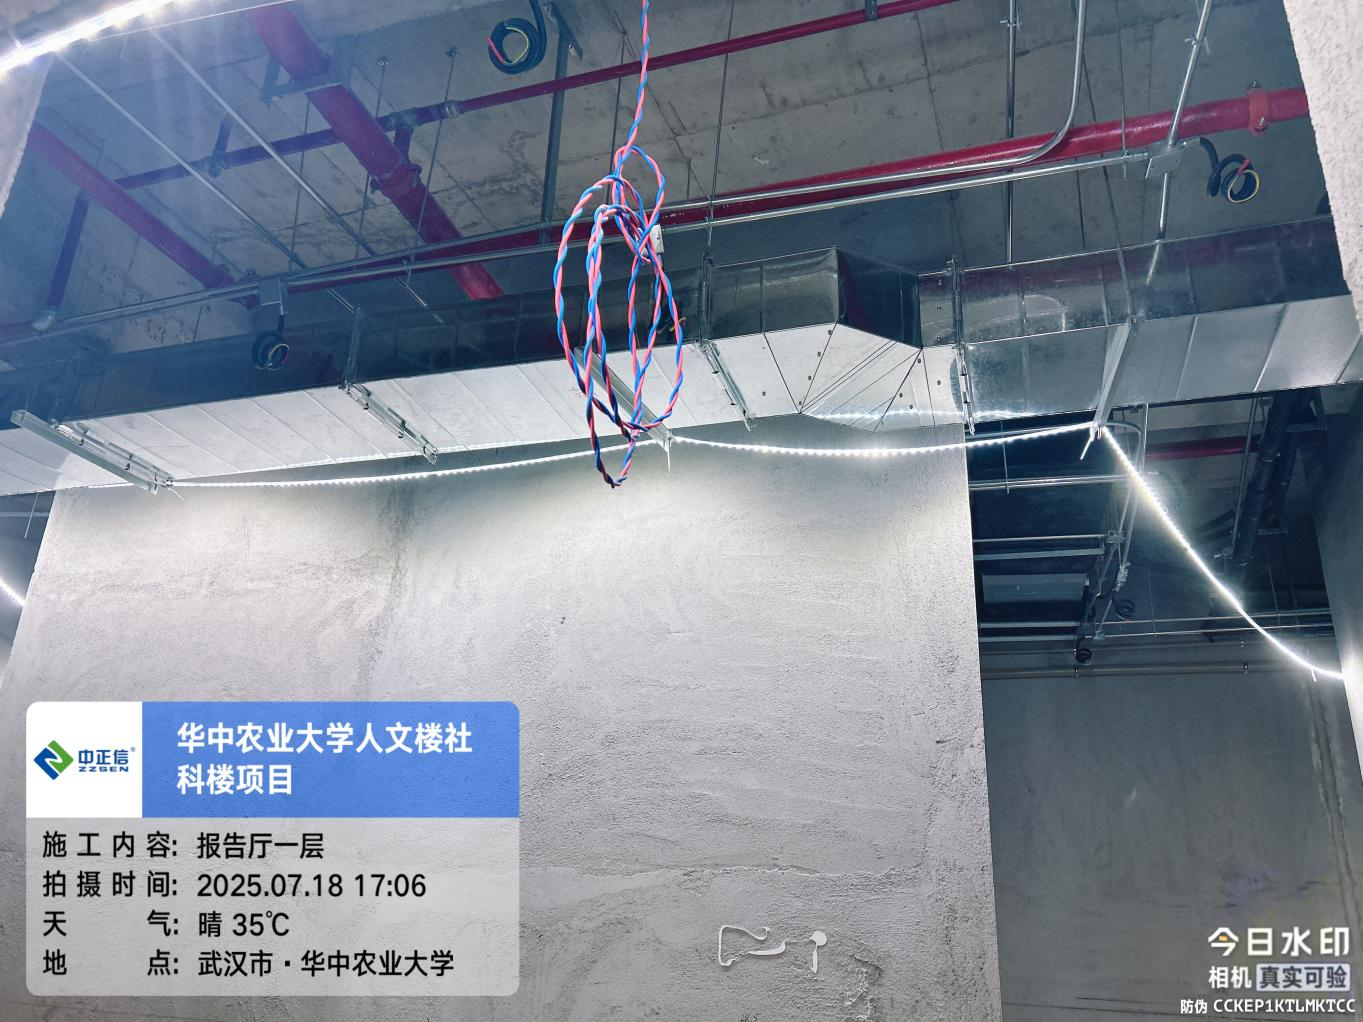 中正信®
ZZSEN
华中农业大学人文楼社
科楼项目
施工内容: 报告厅一层
拍摄时间: 2025.07.18 17:06
天气: 晴 35℃
地点: 武汉市·华中农业大学
今日水印
相机 真实可验
防伪 CCKEP1KTLMKTCC